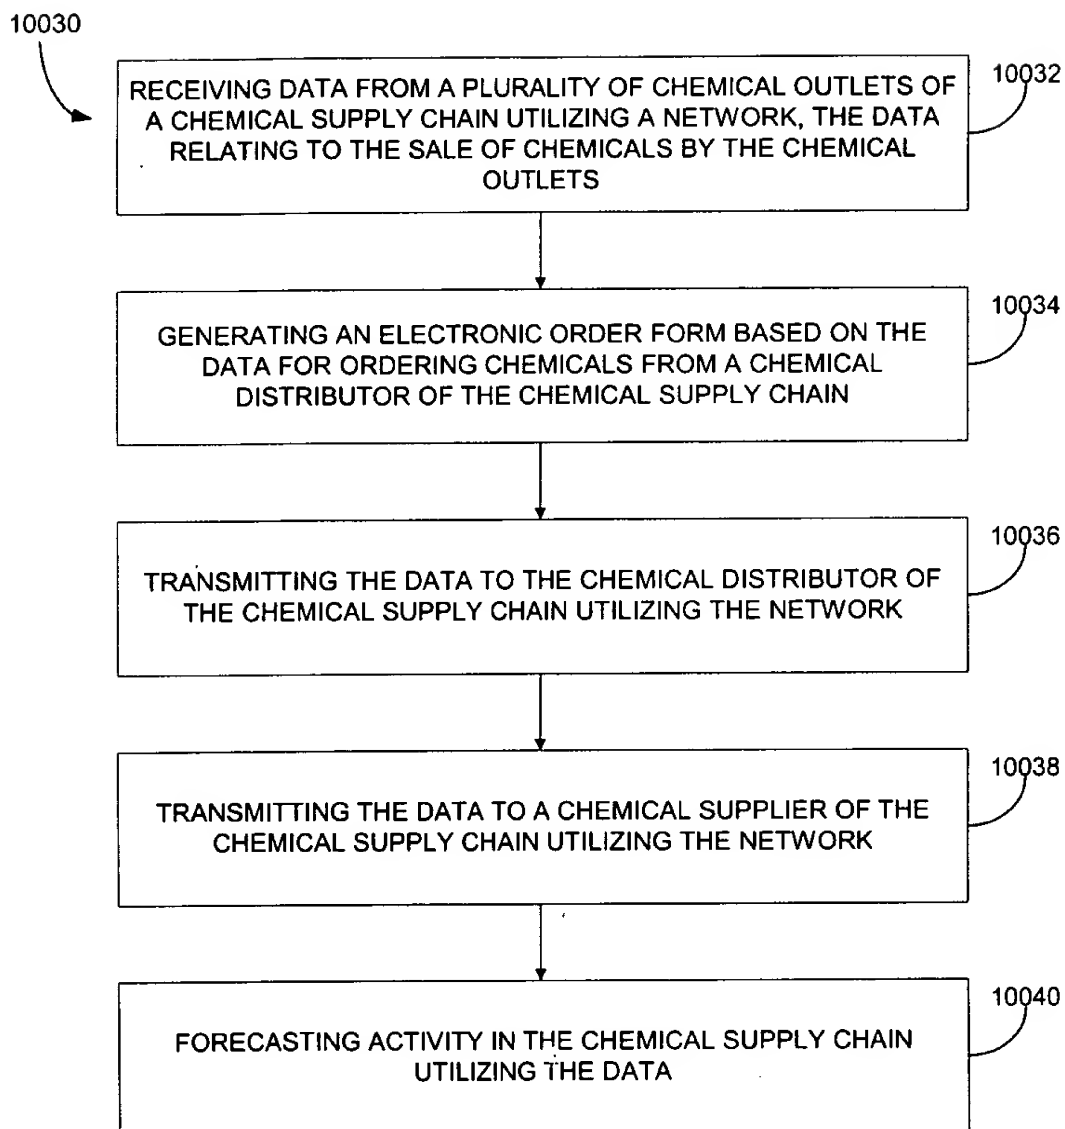 10030
10032
RECEIVING DATA FROM A PLURALITY OF CHEMICAL OUTLETS OF
A CHEMICAL SUPPLY CHAIN UTILIZING A NETWORK, THE DATA
RELATING TO THE SALE OF CHEMICALS BY THE CHEMICAL
OUTLETS
10034
GENERATING AN ELECTRONIC ORDER FORM BASED ON THE
DATA FOR ORDERING CHEMICALS FROM A CHEMICAL
DISTRIBUTOR OF THE CHEMICAL SUPPLY CHAIN
10036
TRANSMITTING THE DATA TO THE CHEMICAL DISTRIBUTOR OF
THE CHEMICAL SUPPLY CHAIN UTILIZING THE NETWORK
10038
TRANSMITTING THE DATA TO A CHEMICAL SUPPLIER OF THE
CHEMICAL SUPPLY CHAIN UTILIZING THE NETWORK
10040
FORECASTING ACTIVITY IN THE CHEMICAL SUPPLY CHAIN
UTILIZING THE DATA